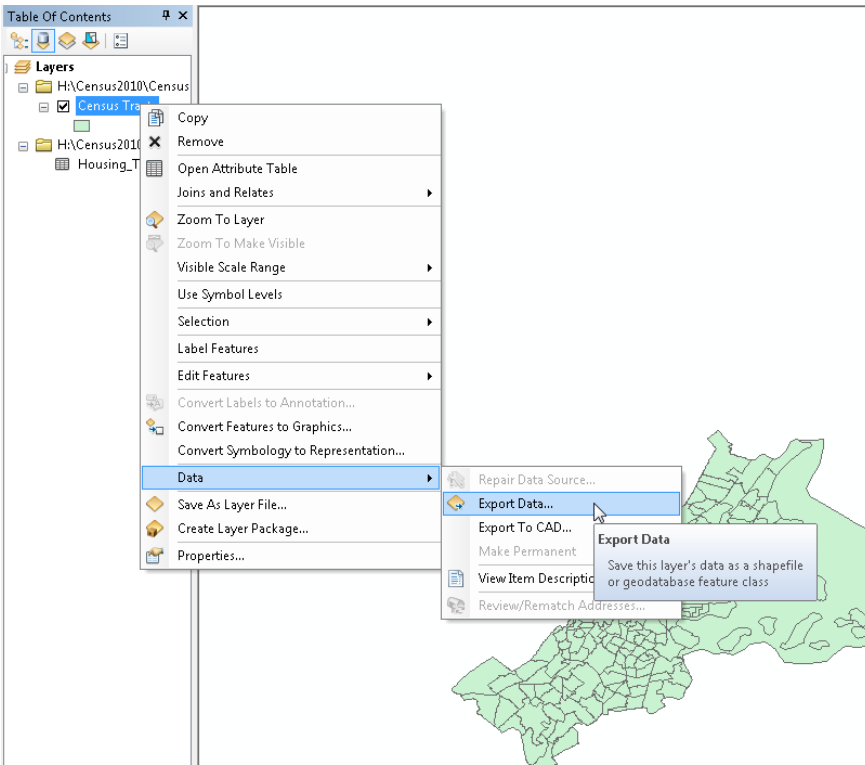 Table Of Contents
Layers
H:\Census2010\Census
Census Tra
H:\Census201
Housing_T
Copy
Remove
Open Attribute Table
Joins and Relates
Zoom To Layer
Zoom To Make Visible
Visible Scale Range
Use Symbol Levels
Selection
Label Features
Edit Features
Convert Labels to Annotation...
Convert Features to Graphics...
Convert Symbology to Representation...
Data
Save As Layer File...
Create Layer Package...
Properties...
Repair Data Source...
Export Data...
Export To CAD...
Make Permanent
View Item Descriptio
Review/Rematch Addresses...
Export Data
Save this layer's data as a shapefile
or geodatabase feature class